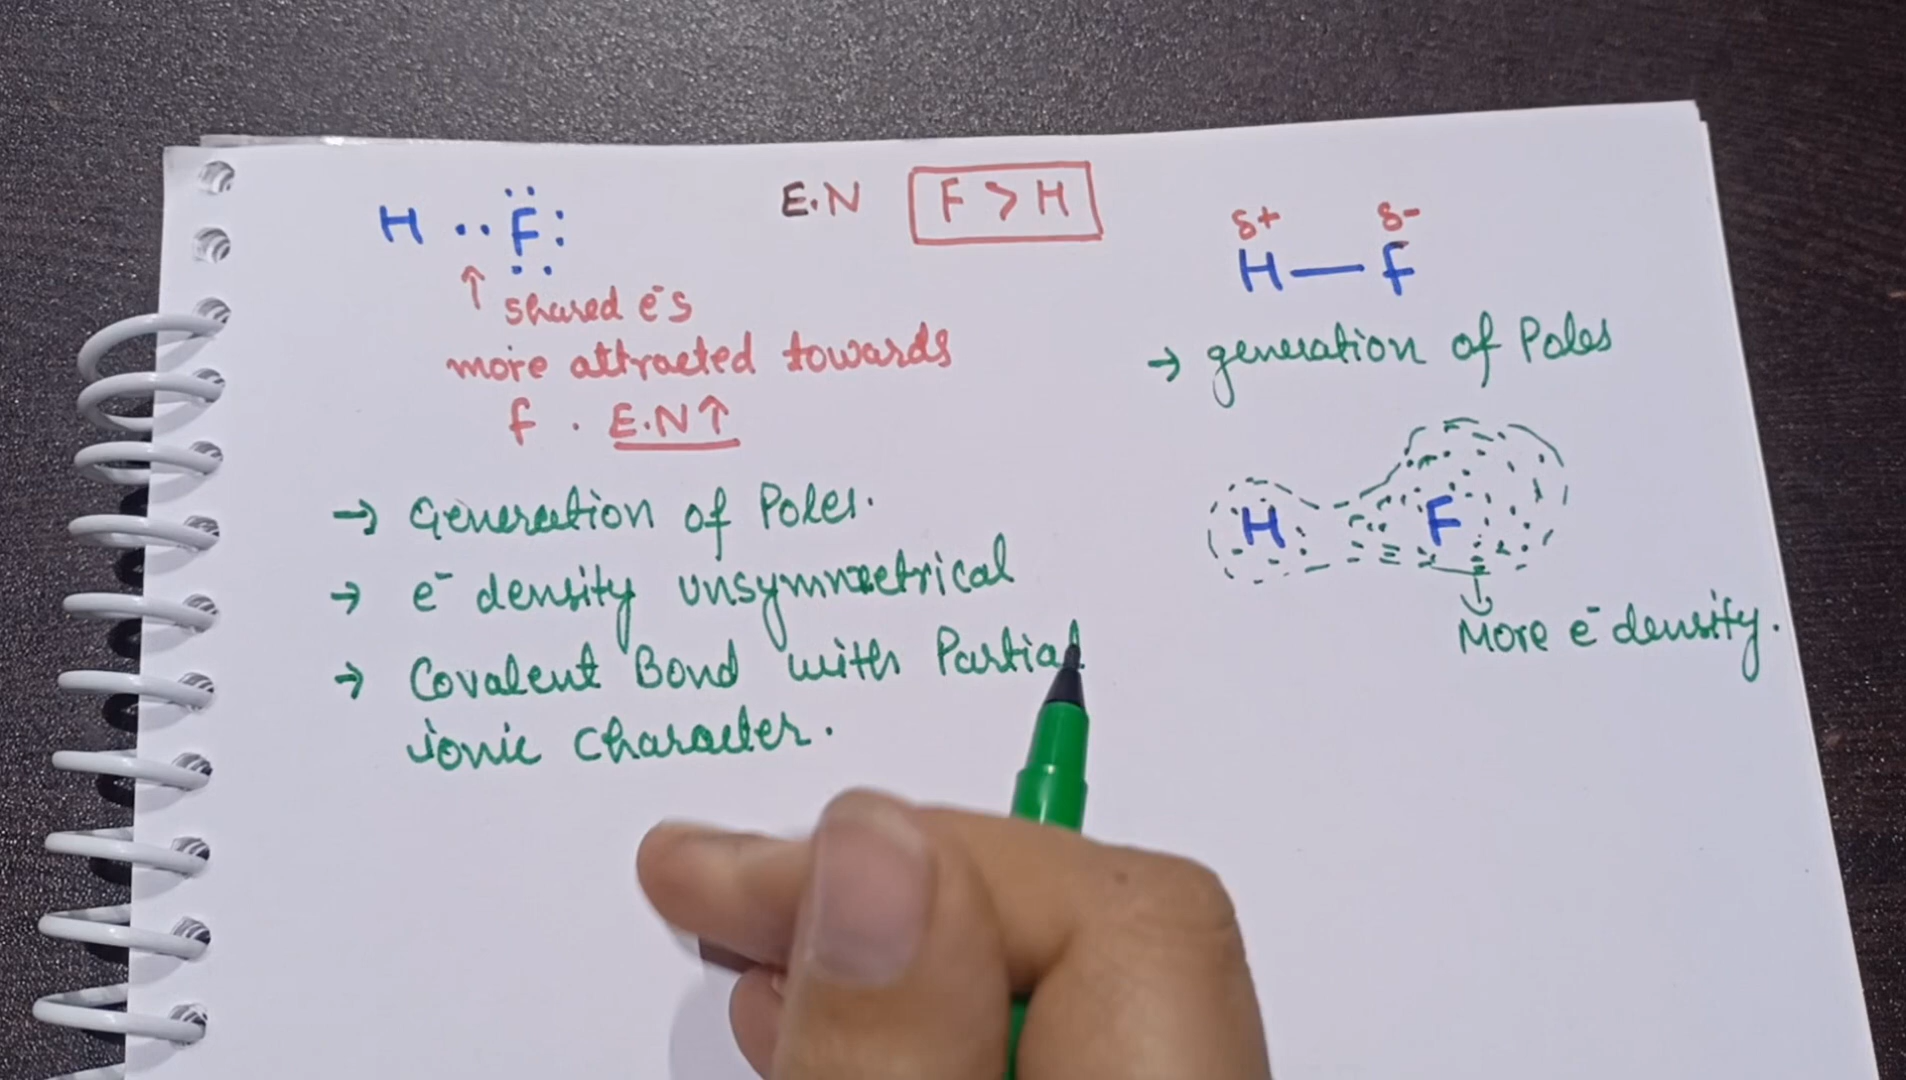 H ·· F
E.N F > H
shared e⁻s
more attracted towards
F . E.N↑
→ Generation of Poles.
→ e⁻ density unsymmetrical
→ Covalent Bond with Partial
ionic character.
δ+ δ-
H — F
→ generation of Poles
H F
More e⁻ density.